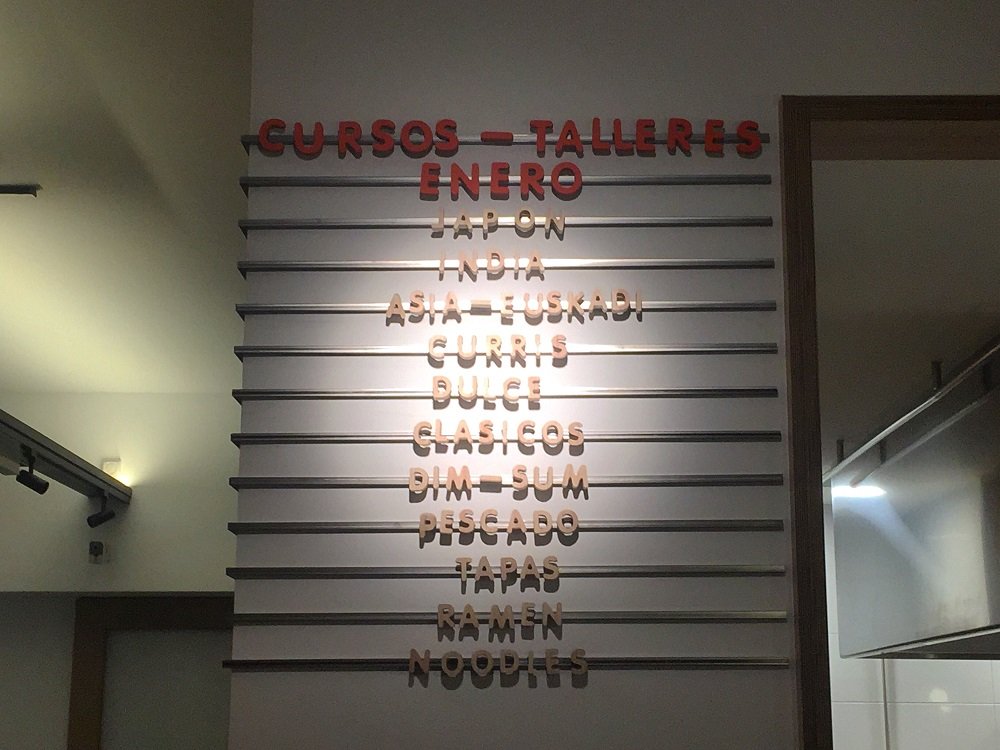 CURSOS - TALLERES
ENERO
JAPON
INDIA
ASIA - EUSKADI
CURRIS
DULCE
CLASICOS
DIM - SUM
PESCADO
TAPAS
RAMEN
NOODLES